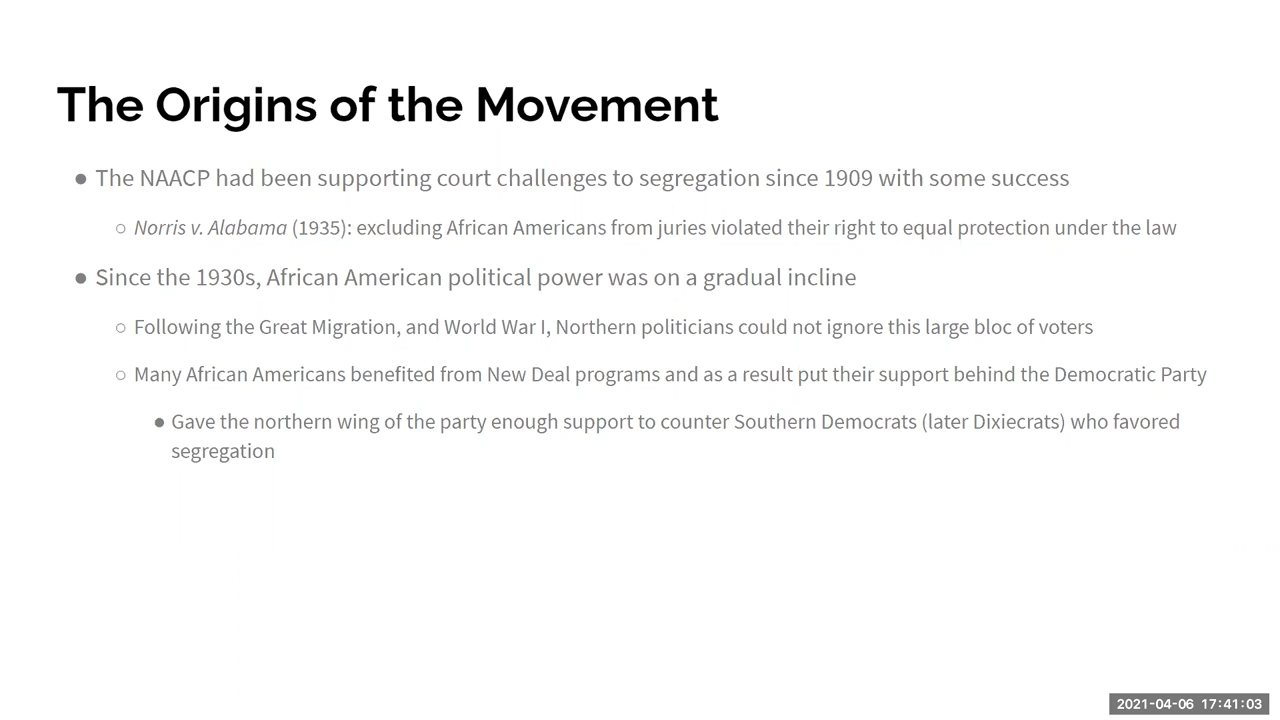 The Origins of the Movement
● The NAACP had been supporting court challenges to segregation since 1909 with some success
○ Norris v. Alabama (1935): excluding African Americans from juries violated their right to equal protection under the law
● Since the 1930s, African American political power was on a gradual incline
○ Following the Great Migration, and World War I, Northern politicians could not ignore this large bloc of voters
○ Many African Americans benefited from New Deal programs and as a result put their support behind the Democratic Party
● Gave the northern wing of the party enough support to counter Southern Democrats (later Dixiecrats) who favored
segregation
2021-04-06 17:41:03